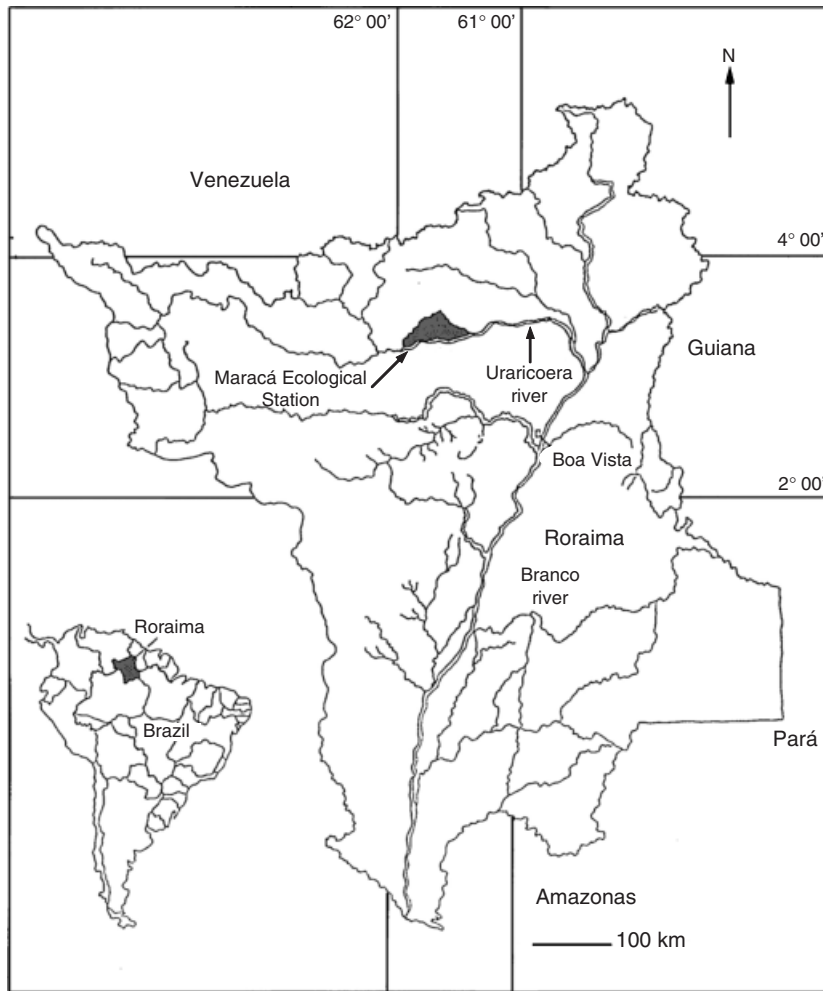 62° 00' 61° 00'
N
Venezuela
4° 00'
Guiana
Maracá Ecological
Station
Uraricoera
river
Boa Vista
2° 00'
Roraima
Branco
river
Roraima
Brazil
Pará
Amazonas
100 km